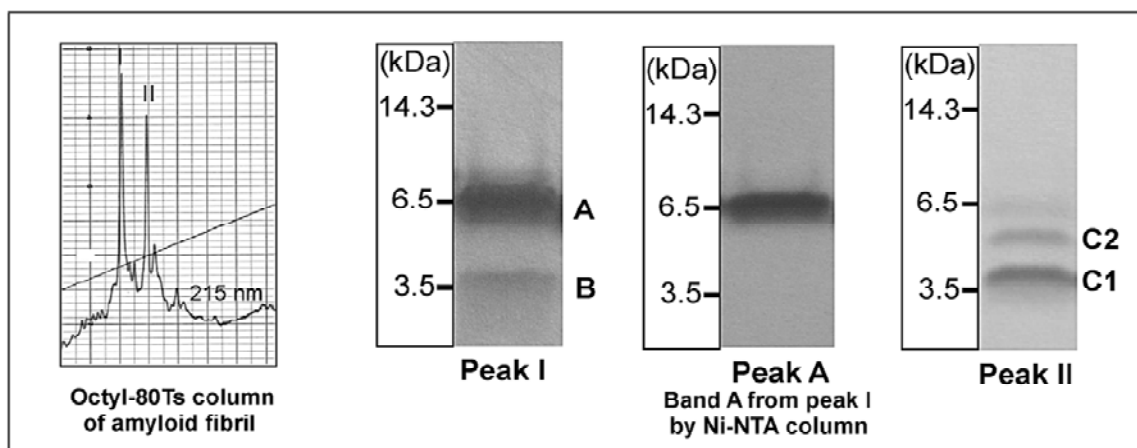 I
II
215 nm
Octyl-80Ts column
of amyloid fibril
(kDa)
14.3
6.5
3.5
A
B
Peak I
(kDa)
14.3
6.5
3.5
Peak A
Band A from peak I
by Ni-NTA column
(kDa)
14.3
6.5
3.5
C2
C1
Peak II